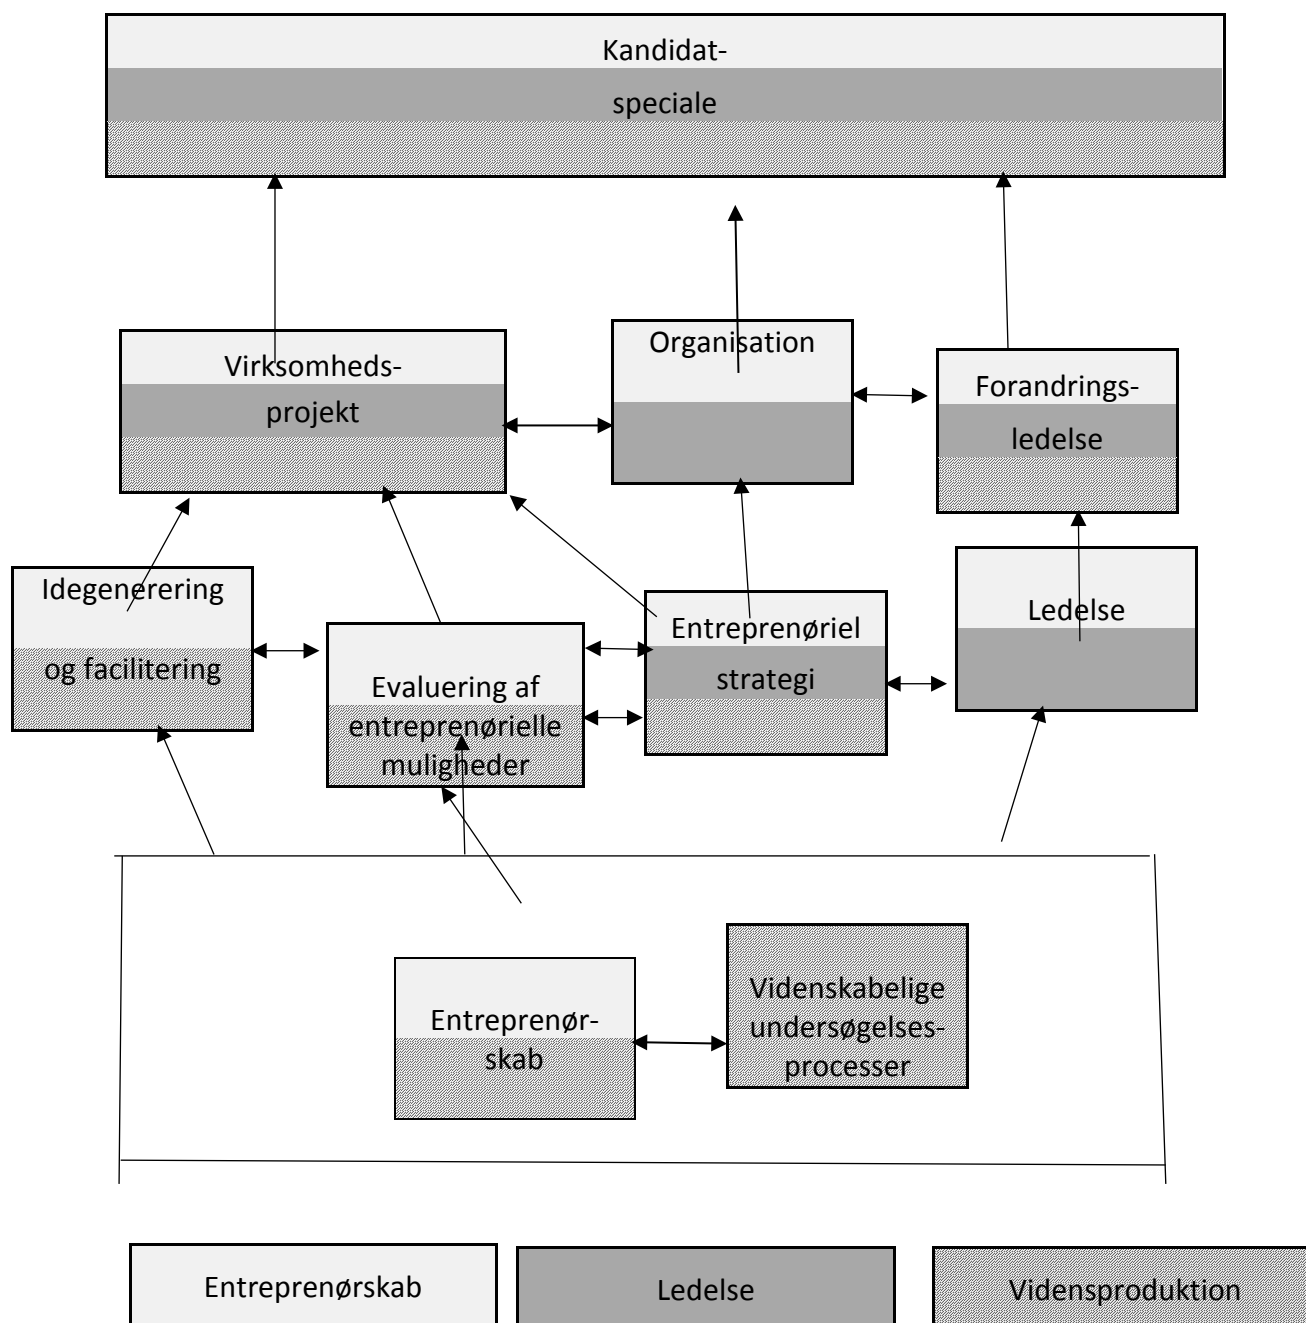 Kandidat-
speciale
Virksomheds-
projekt
Organisation
Forandrings-
ledelse
Idegenerering
og facilitering
Evaluering af
entreprenørielle
muligheder
Entreprenøriel
strategi
Ledelse
Entreprenør-
skab
Videnskabelige
undersøgelses-
processer
Entreprenørskab
Ledelse
Vidensproduktion